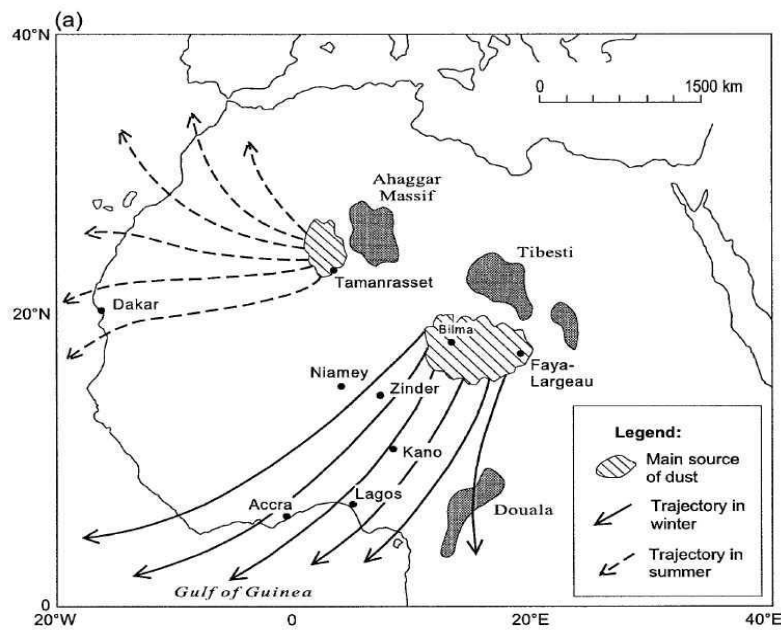 (a)
40°N
0
1500 km
Ahaggar
Massif
Tibesti
Tamanrasset
20°N
Dakar
Bilma
Niamey
Faya-
Largeau
Zinder
Legend:
Kano
Main source
of dust
Lagos
Accra
Douala
Trajectory in
winter
Trajectory in
summer
Gulf of Guinea
0
20°W
0
20°E
40°E